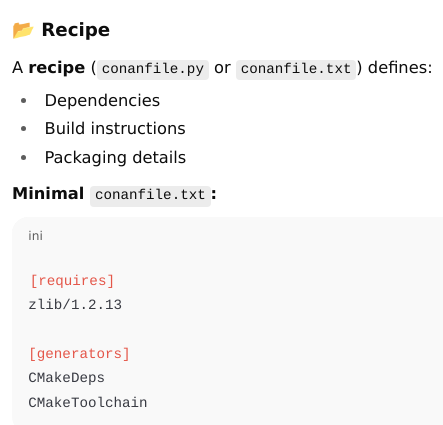 📂 Recipe
A recipe (conanfile.py or conanfile.txt) defines:
• Dependencies
• Build instructions
• Packaging details
Minimal conanfile.txt:
ini
[requires]
zlib/1.2.13
[generators]
CMakeDeps
CMakeToolchain